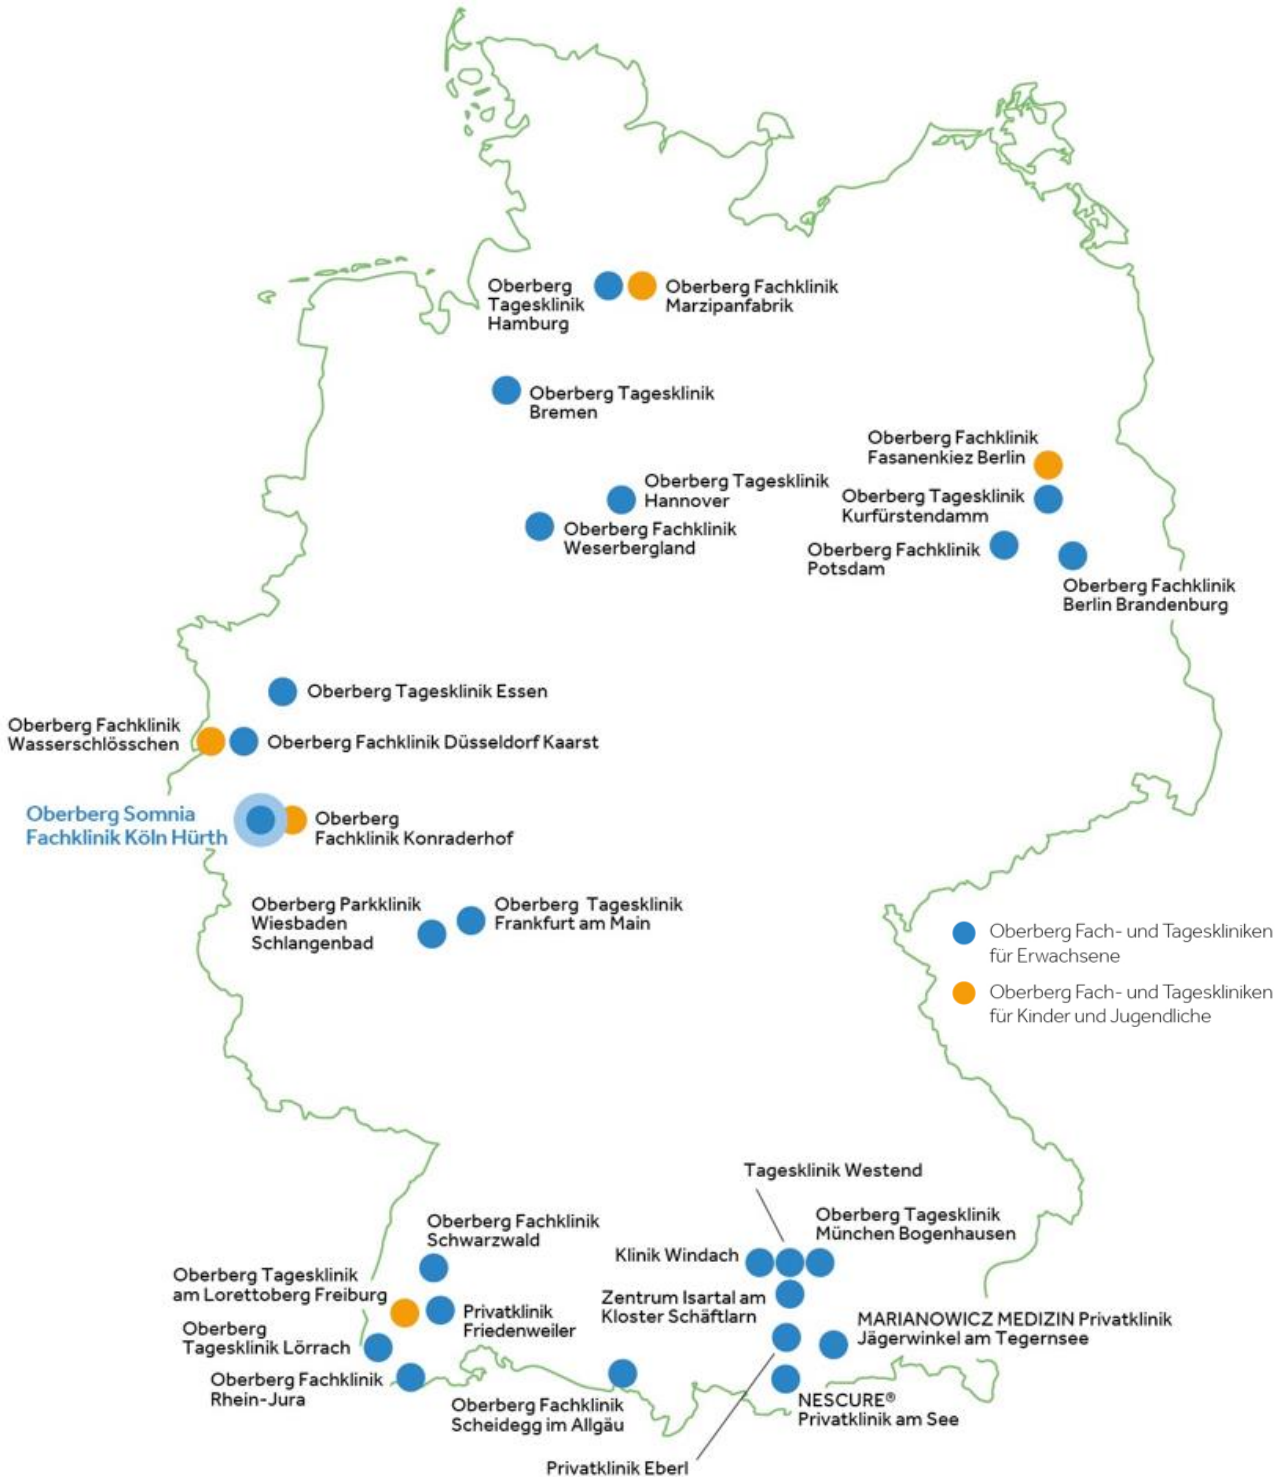 Oberberg
Tagesklinik
Hamburg
Oberberg Fachklinik
Marzipanfabrik
Oberberg Tagesklinik
Bremen
Oberberg Fachklinik
Fasanenkiez Berlin
Oberberg Tagesklinik
Hannover
Oberberg Tagesklinik
Kurfürstendamm
Oberberg Fachklinik
Weserbergland
Oberberg Fachklinik
Potsdam
Oberberg Fachklinik
Berlin Brandenburg
Oberberg Tagesklinik Essen
Oberberg Fachklinik
Wasserschlösschen
Oberberg Fachklinik Düsseldorf Kaarst
Oberberg Somnia
Fachklinik Köln Hürth
Oberberg
Fachklinik Konraderhof
Oberberg Parkklinik
Wiesbaden
Schlangenbad
Oberberg Tagesklinik
Frankfurt am Main
Oberberg Fach- und Tageskliniken
für Erwachsene
Oberberg Fach- und Tageskliniken
für Kinder und Jugendliche
Tagesklinik Westend
Oberberg Fachklinik
Schwarzwald
Oberberg Tagesklinik
München Bogenhausen
Klinik Windach
Oberberg Tagesklinik
am Lorettoberg Freiburg
Zentrum Isartal am
Kloster Schäftlarn
Privatklinik
Friedenweiler
MARIANOWICZ MEDIZIN Privatklinik
Jägerwinkel am Tegernsee
Oberberg
Tagesklinik Lörrach
Oberberg Fachklinik
Rhein-Jura
Oberberg Fachklinik
Scheidegg im Allgäu
NESCURE®
Privatklinik am See
Privatklinik Eberl